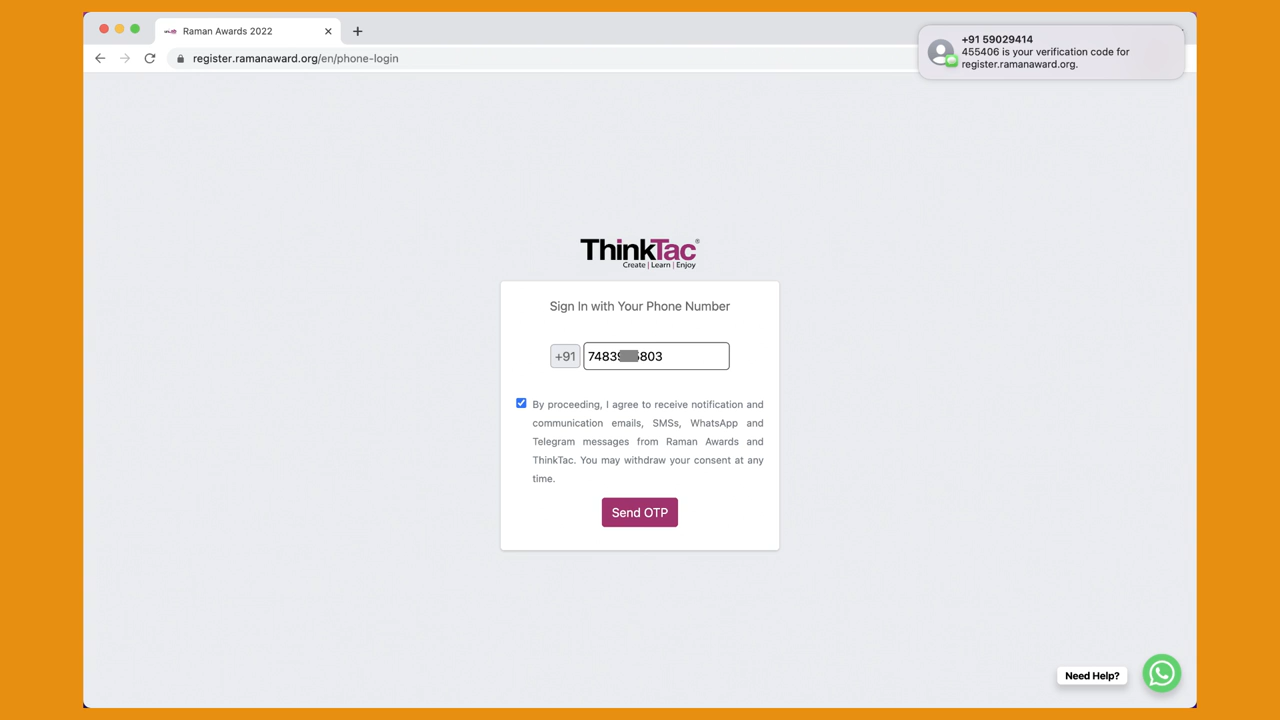 Raman Awards 2022
register.ramanaward.org/en/phone-login
+91 59029414
455406 is your verification code for
register.ramanaward.org.
ThinkTac®
Create | Learn | Enjoy
Sign In with Your Phone Number
+91 7483 803
By proceeding, I agree to receive notification and
communication emails, SMSs, WhatsApp and
Telegram messages from Raman Awards and
ThinkTac. You may withdraw your consent at any
time.
Send OTP
Need Help?